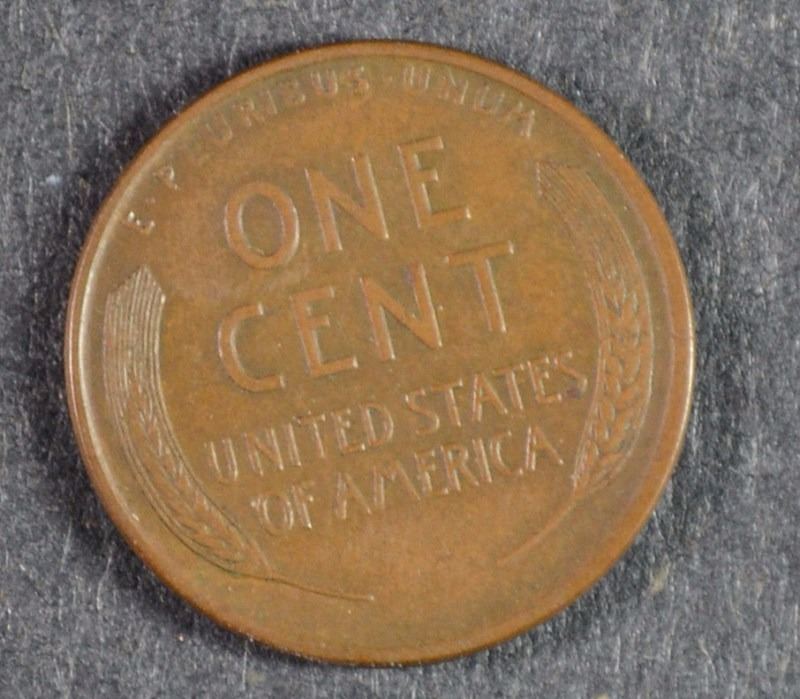 E · PLURIBUS · UNUM
ONE
CENT
UNITED STATES
OF AMERICA